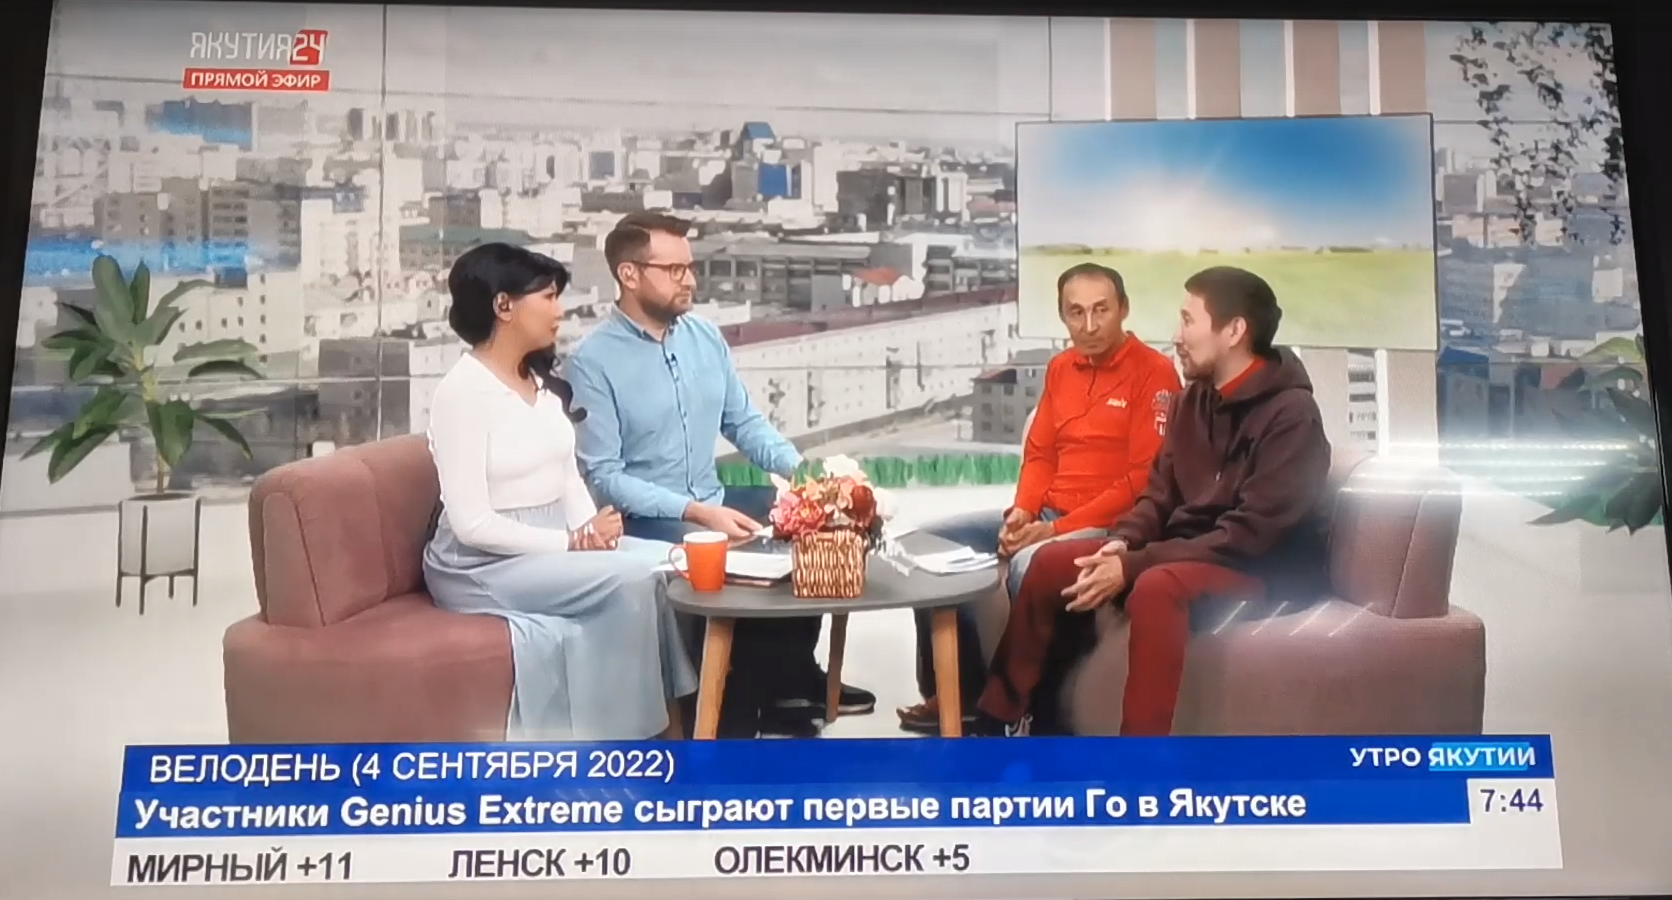 ЯКУТИЯ24
ПРЯМОЙ ЭФИР
ВЕЛОДЕНЬ (4 СЕНТЯБРЯ 2022)
УТРО ЯКУТИИ
Участники Genius Extreme сыграют первые партии Го в Якутске
7:44
МИРНЫЙ +11 ЛЕНСК +10 ОЛЕКМИНСК +5